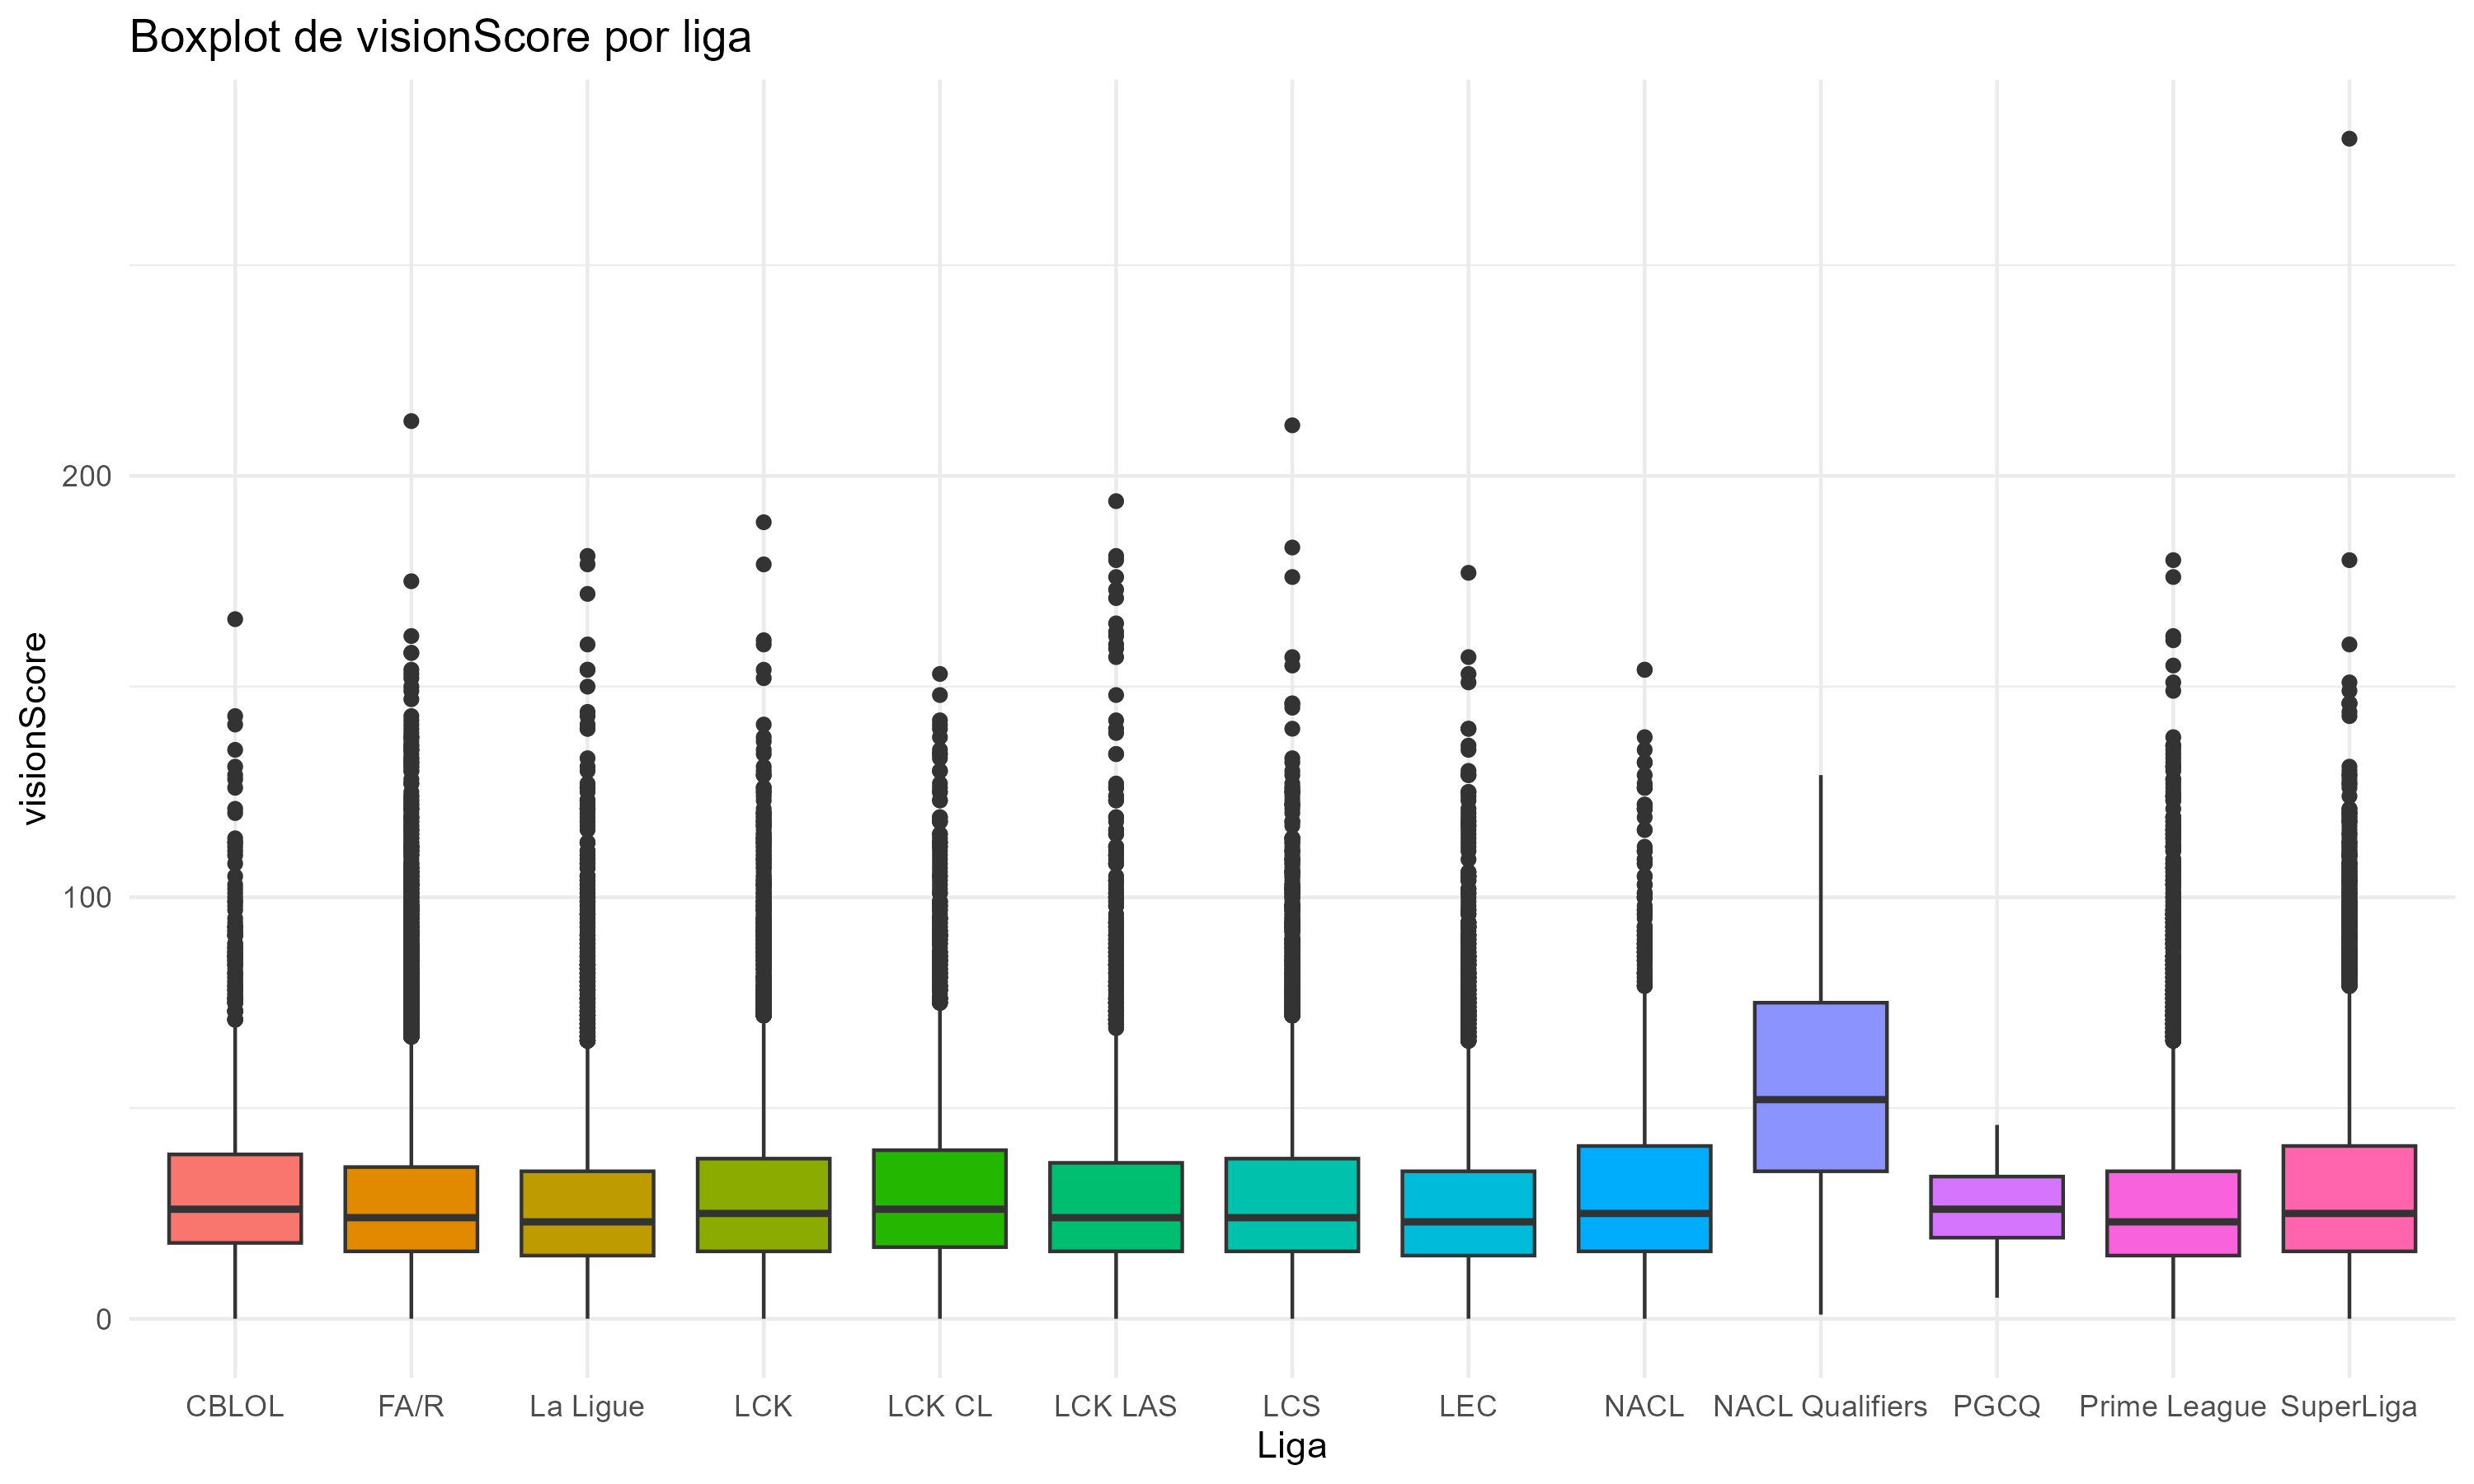 Boxplot de visionScore por liga
visionScore
200
100
0
CBLOL FA/R La Ligue LCK LCK CL LCK LAS LCS LEC NACL NACL Qualifiers PGCQ Prime League SuperLiga
Liga